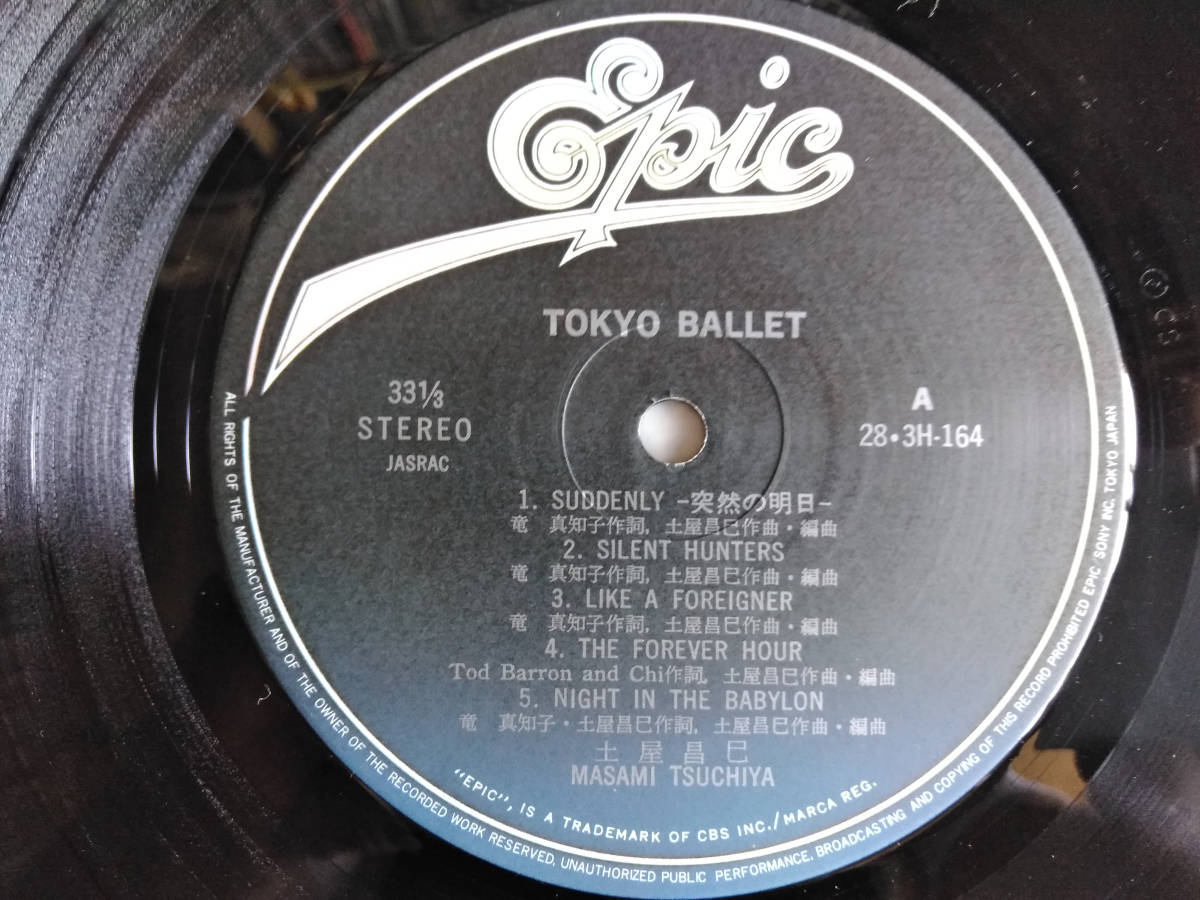 Epic
TOKYO BALLET
33⅓
STEREO
JASRAC
A
28・3H-164
1. SUDDENLY -突然の明日-
竜 真知子作詞, 土屋昌巳作曲・編曲
2. SILENT HUNTERS
竜 真知子作詞, 土屋昌巳作曲・編曲
3. LIKE A FOREIGNER
竜 真知子作詞, 土屋昌巳作曲・編曲
4. THE FOREVER HOUR
Tod Barron and Chi作詞, 土屋昌巳作曲・編曲
5. NIGHT IN THE BABYLON
竜 真知子・土屋昌巳作詞, 土屋昌巳作曲・編曲
土屋昌巳
MASAMI TSUCHIYA
"EPIC", IS A TRADEMARK OF CBS INC./MARCA REG.
ALL RIGHTS OF THE MANUFACTURER AND OF THE OWNER OF THE RECORDED WORK RESERVED. UNAUTHORIZED PUBLIC PERFORMANCE, BROADCASTING AND COPYING OF THIS RECORD PROHIBITED EPIC SONY INC. TOKYO JAPAN